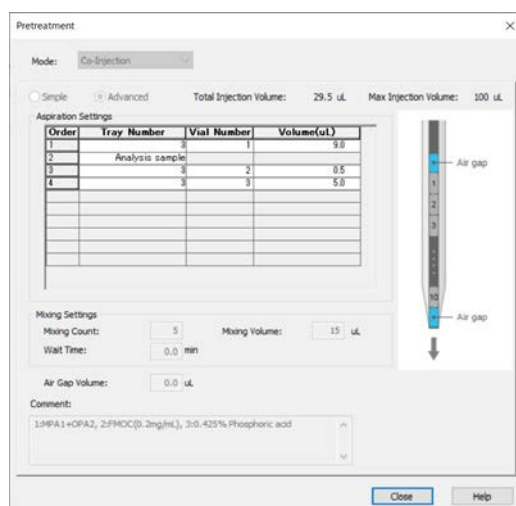 Pretreatment
Mode: Co-Injection
Simple Advanced Total Injection Volume: 29.5 uL Max Injection Volume: 100 uL
Aspiration Settings
Order Tray Number Vial Number Volume(uL)
1 3 1 9.0
2 Analysis sample
3 3 2 0.5
4 3 3 5.0
Air gap
1
2
3
10
Air gap
Mixing Settings
Mixing Count: 5 Mixing Volume: 15 uL
Wait Time: 0.0 min
Air Gap Volume: 0.0 uL
Comment:
1:MPA1+OPA2, 2:FMOC(0.2mg/mL), 3:0.425% Phosphoric acid
Close Help